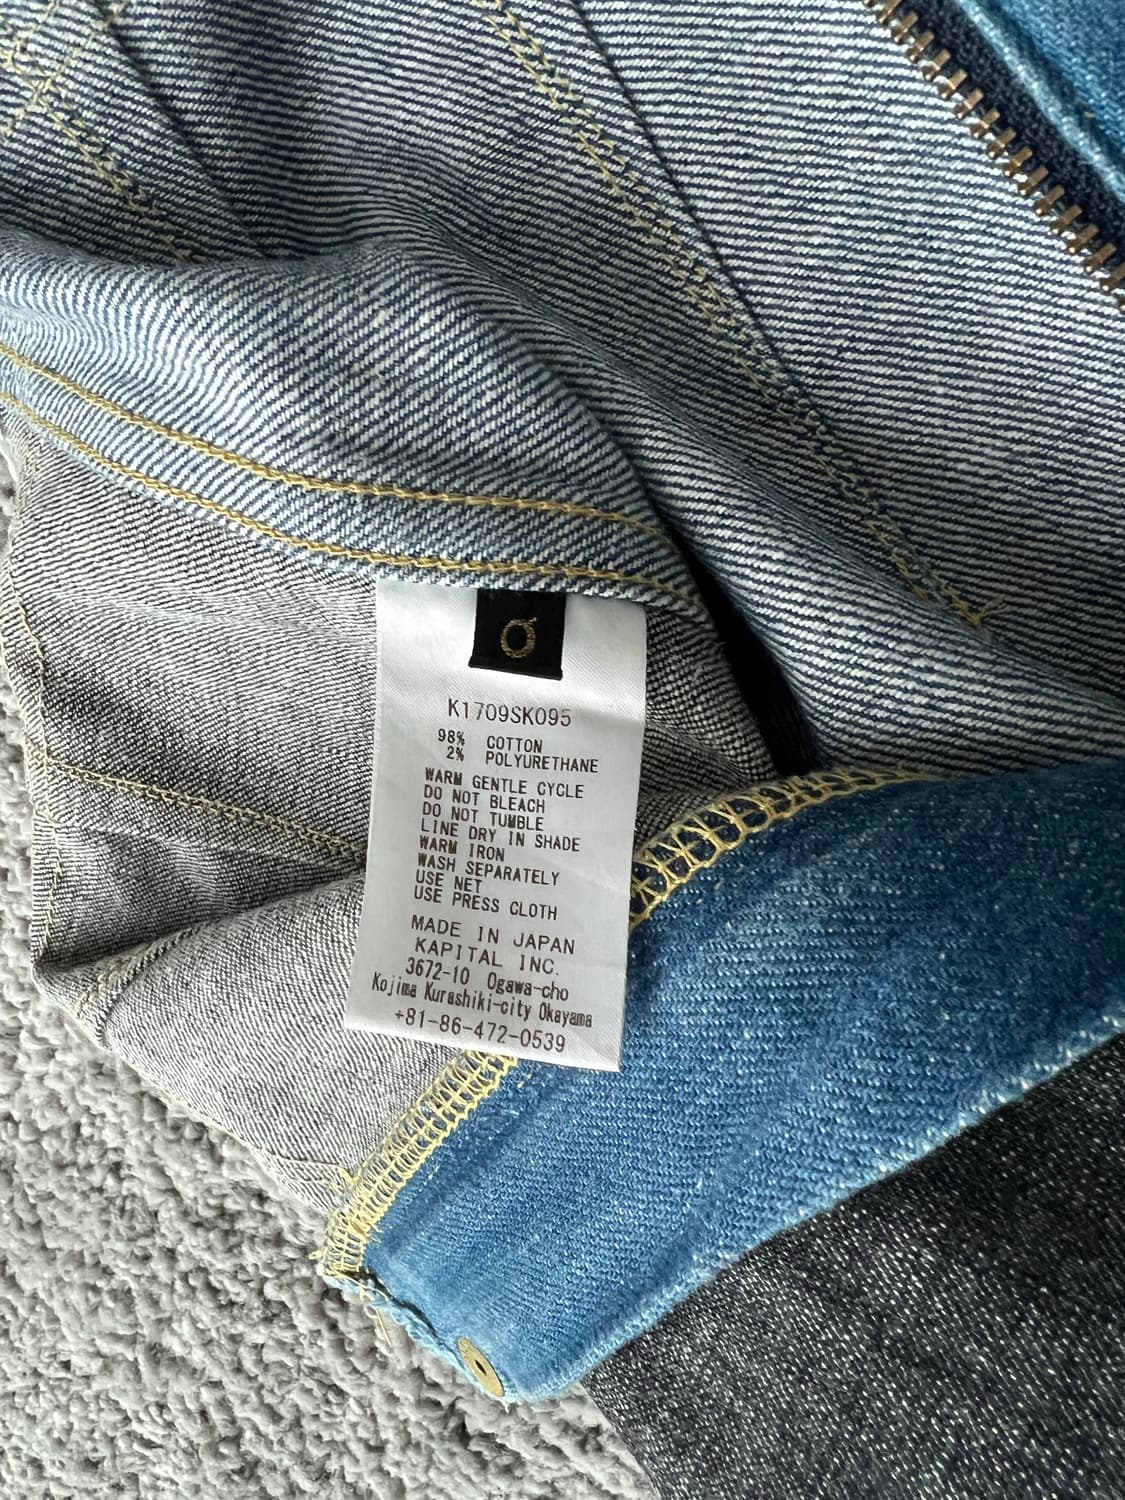 Ó
K1709SK095
98% COTTON
2% POLYURETHANE
WARM GENTLE CYCLE
DO NOT BLEACH
DO NOT TUMBLE
LINE DRY IN SHADE
WARM IRON
WASH SEPARATELY
USE NET
USE PRESS CLOTH
MADE IN JAPAN
KAPITAL INC.
3672-10 Ogawa-cho
Kojima Kurashiki-city Okayama
+81-86-472-0539